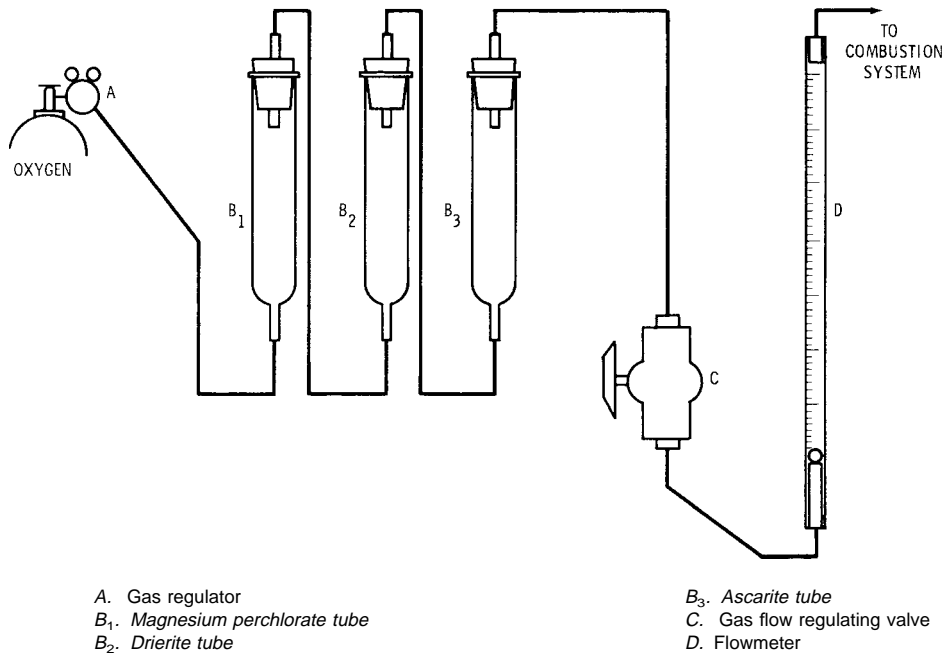 TO
COMBUSTION
SYSTEM
A
OXYGEN
B1
B2
B3
D
C
A. Gas regulator
B1. Magnesium perchlorate tube
B2. Drierite tube
B3. Ascarite tube
C. Gas flow regulating valve
D. Flowmeter